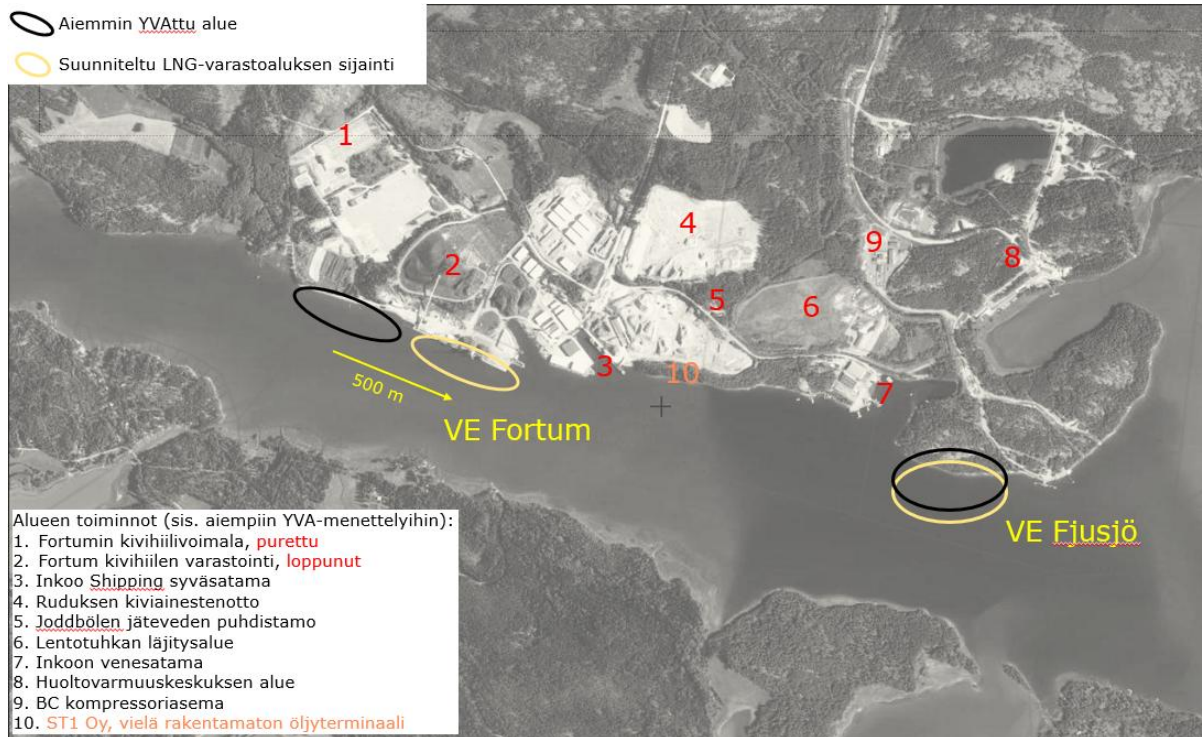 Aiemmin YVAttu alue
Suunniteltu LNG-varastoaluksen sijainti
1
2
3
4
5
6
7
8
9
10
500 m
VE Fortum
VE Fjusjö
Alueen toiminnot (sis. aiempiin YVA-menettelyihin):
1. Fortumin kivihiilivoimala, purettu
2. Fortum kivihiilen varastointi, loppunut
3. Inkoo Shipping syväsatama
4. Ruduksen kiviainestenotto
5. Joddbölen jäteveden puhdistamo
6. Lentotuhkan läjitysalue
7. Inkoon venesatama
8. Huoltovarmuuskeskuksen alue
9. BC kompressoriasema
10. ST1 Oy, vielä rakentamaton öljyterminaali